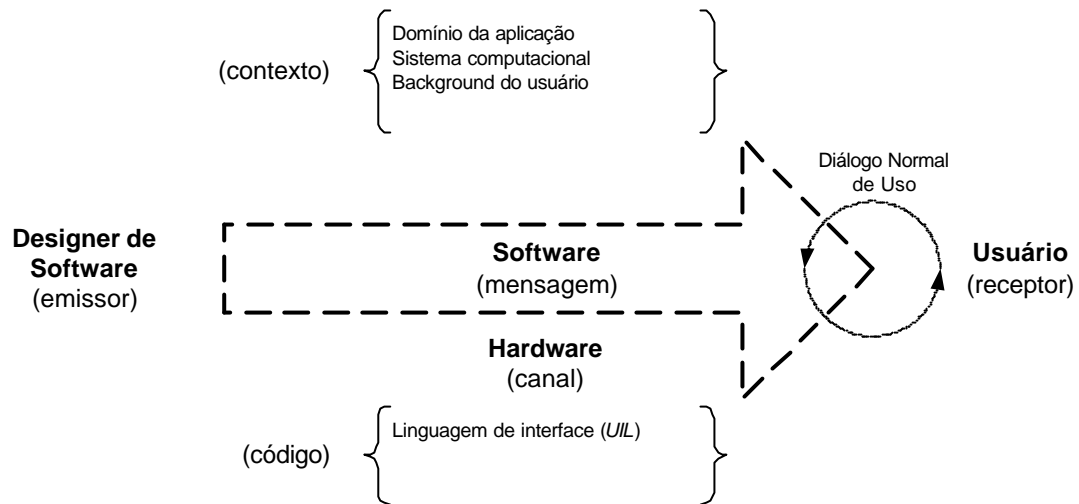 (contexto)
Domínio da aplicação
Sistema computacional
Background do usuário
Diálogo Normal
de Uso
Designer de
Software
(emissor)
Software
(mensagem)
Usuário
(receptor)
Hardware
(canal)
(código)
Linguagem de interface (UIL)